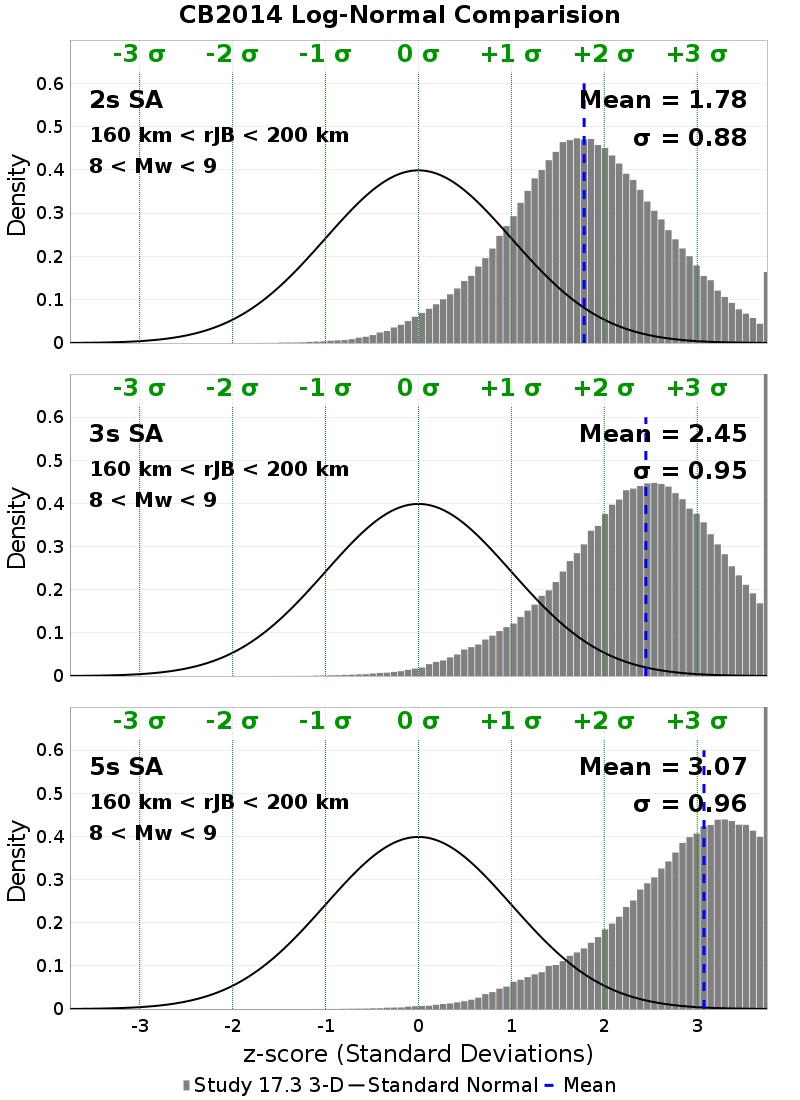 CB2014 Log-Normal Comparision
-3 σ -2 σ -1 σ 0 σ +1 σ +2 σ +3 σ
2s SA
Mean = 1.78
160 km < rJB < 200 km
σ = 0.88
8 < Mw < 9
Density
0.6
0.5
0.4
0.3
0.2
0.1
0
-3 σ -2 σ -1 σ 0 σ +1 σ +2 σ +3 σ
3s SA
Mean = 2.45
160 km < rJB < 200 km
σ = 0.95
8 < Mw < 9
Density
0.6
0.5
0.4
0.3
0.2
0.1
0
-3 σ -2 σ -1 σ 0 σ +1 σ +2 σ +3 σ
5s SA
Mean = 3.07
160 km < rJB < 200 km
σ = 0.96
8 < Mw < 9
Density
0.6
0.5
0.4
0.3
0.2
0.1
0
-3 -2 -1 0 1 2 3
z-score (Standard Deviations)
Study 17.3 3-D Standard Normal Mean